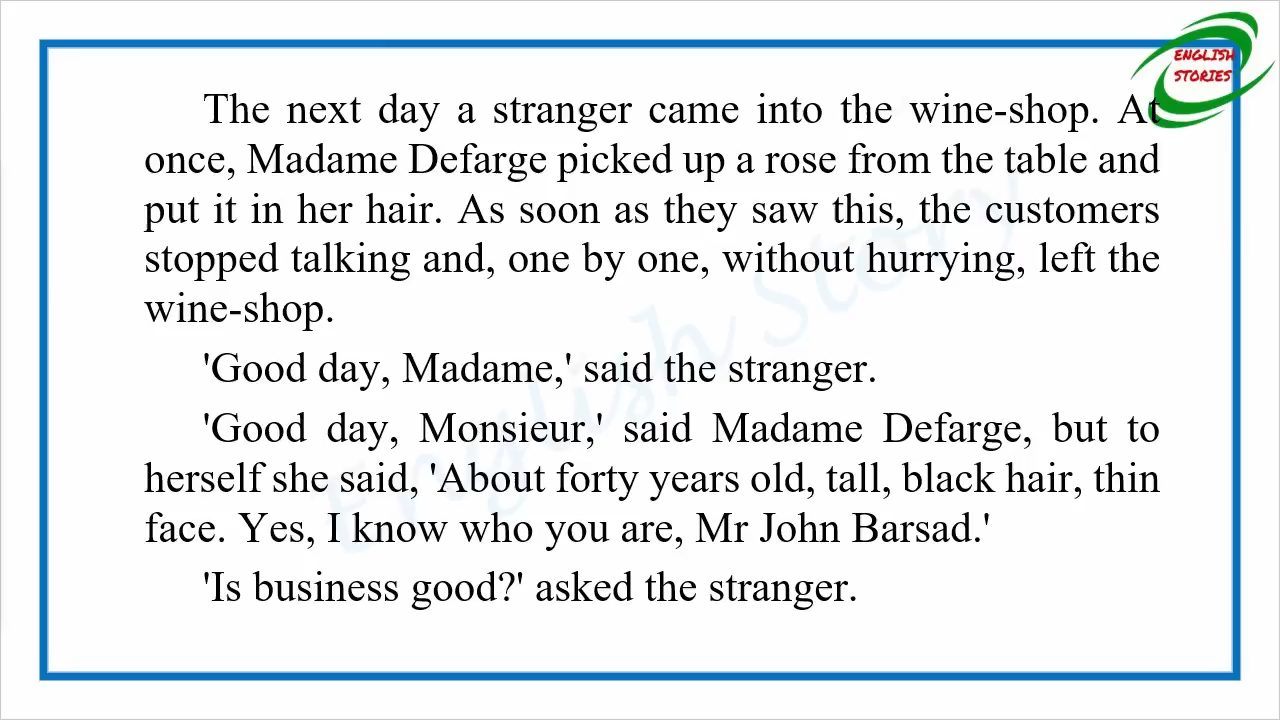 ENGLISH
STORIES
The next day a stranger came into the wine-shop. At
once, Madame Defarge picked up a rose from the table and
put it in her hair. As soon as they saw this, the customers
stopped talking and, one by one, without hurrying, left the
wine-shop.
'Good day, Madame,' said the stranger.
'Good day, Monsieur,' said Madame Defarge, but to
herself she said, 'About forty years old, tall, black hair, thin
face. Yes, I know who you are, Mr John Barsad.'
'Is business good?' asked the stranger.
English Story